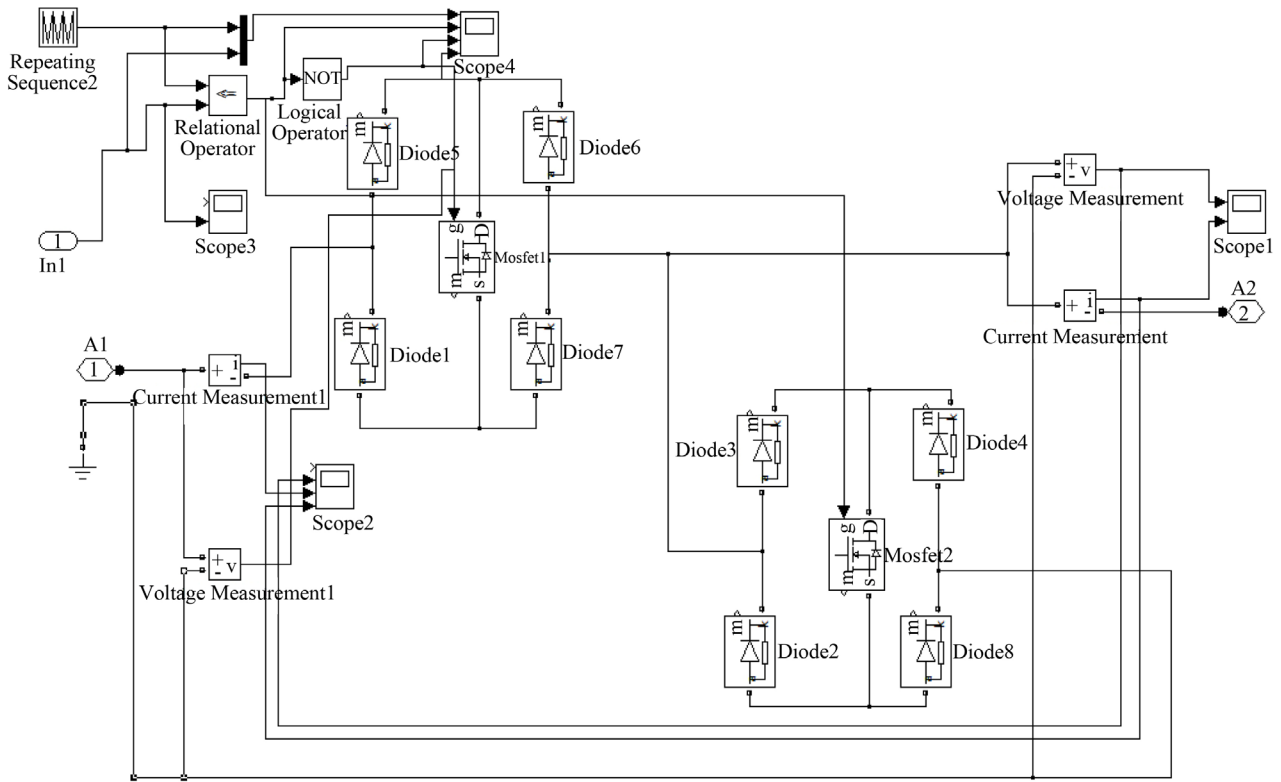 Repeating
Sequence2
Scope4
NOT
Logical
Operator
Relational
Operator
m
k
Diode5
m
k
Diode6
+
-
v
Voltage Measurement
Scope1
Scope3
1
In1
g
D
m
s
Mosfet1
A2
2
+
i
-
Current Measurement
A1
1
+
i
-
Current Measurement1
m
k
Diode1
m
k
Diode7
m
k
Diode3
m
k
Diode4
Scope2
g
D
m
s
Mosfet2
+
-
v
Voltage Measurement1
m
k
Diode2
m
k
Diode8